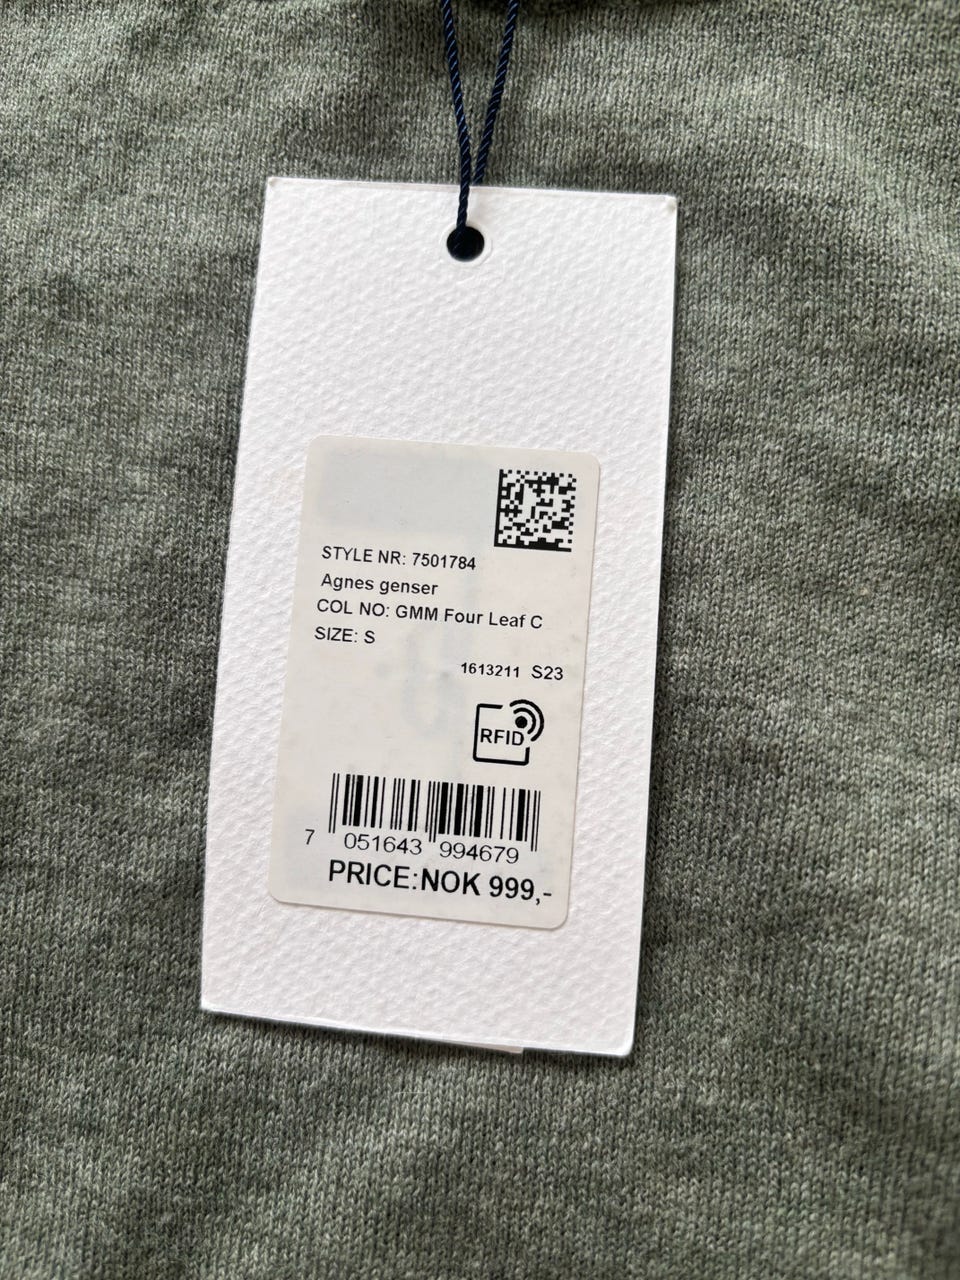 STYLE NR: 7501784
Agnes genser
COL NO: GMM Four Leaf C
SIZE: S
1613211 S23
RFID
7 051643 994679
PRICE:NOK 999,-